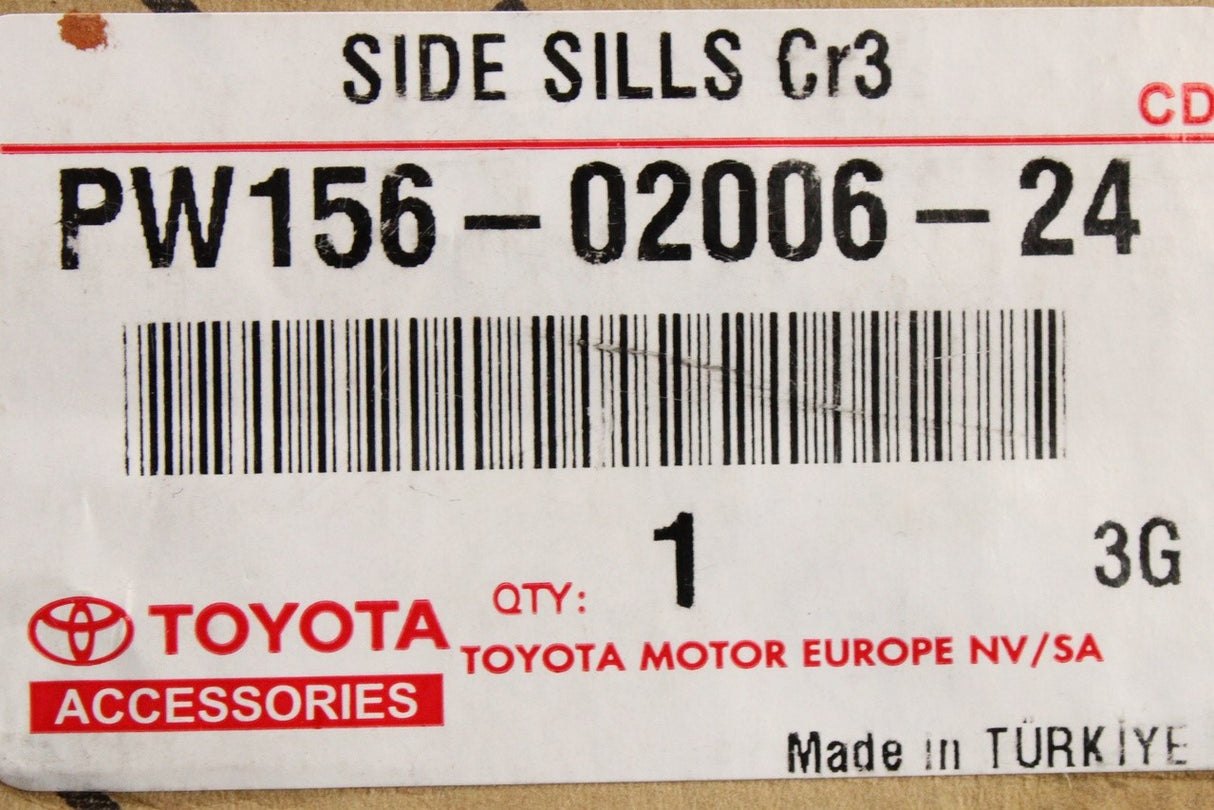 SIDE SILLS Cr3
CD
PW156-02006-24
1
3G
QTY:
TOYOTA
TOYOTA MOTOR EUROPE NV/SA
ACCESSORIES
Made in TÜRKİYE